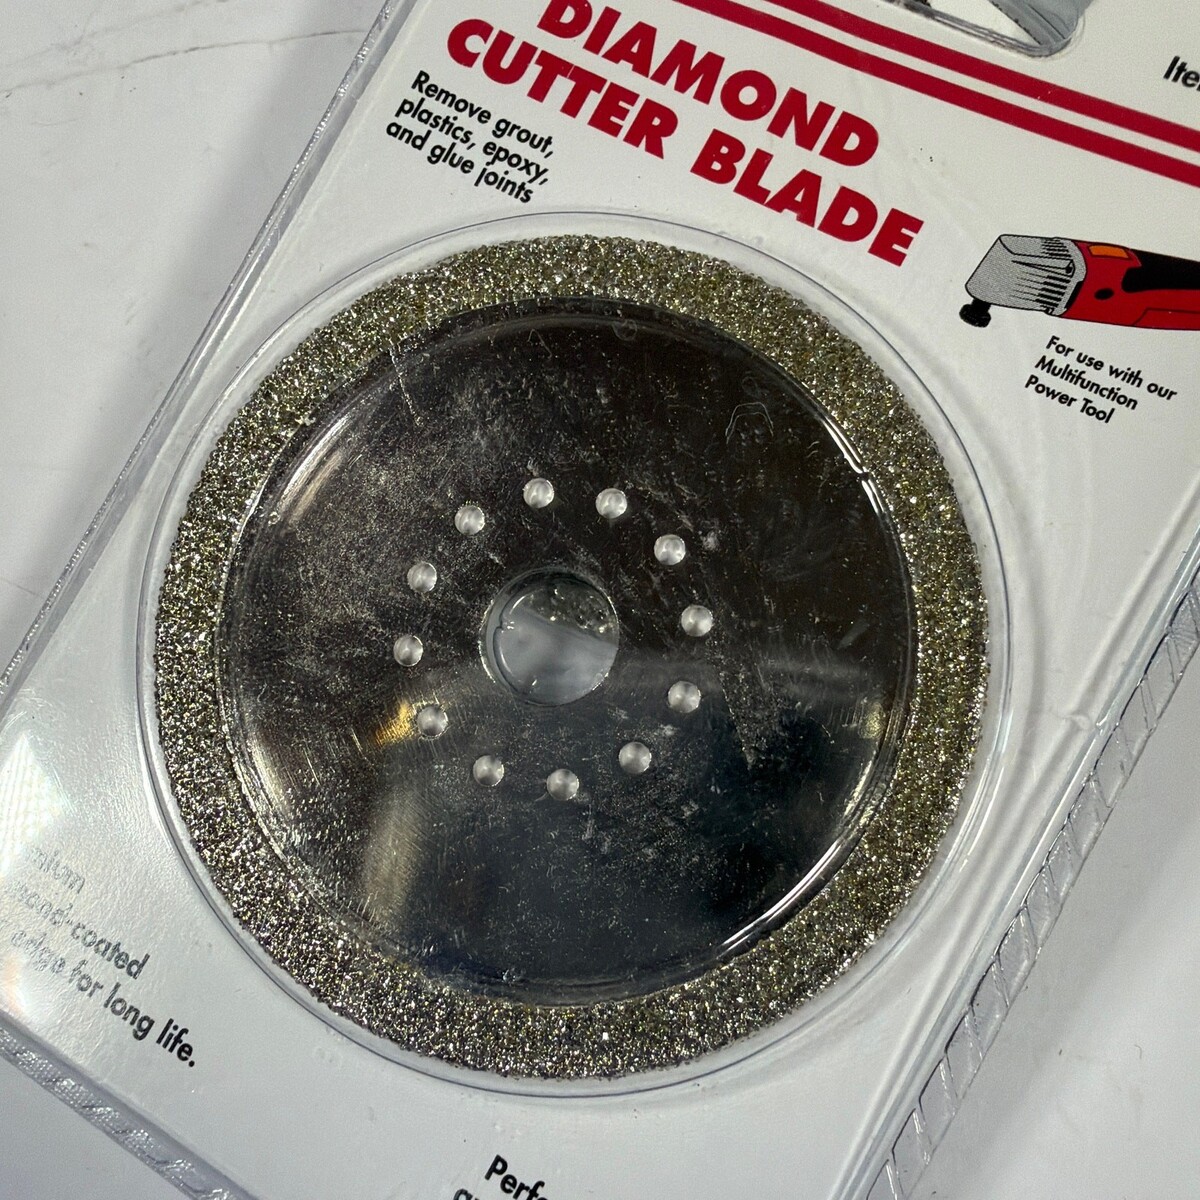 DIAMOND
CUTTER BLADE
Remove grout,
plastics, epoxy,
and glue joints
For use with our
Multifunction
Power Tool
edge for long life.